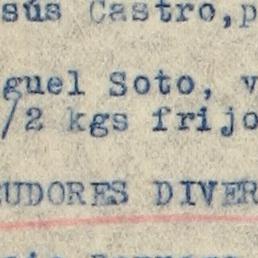 sús Castro, p
guel Soto, v
/2 kgs frijo
UDORES DIVER